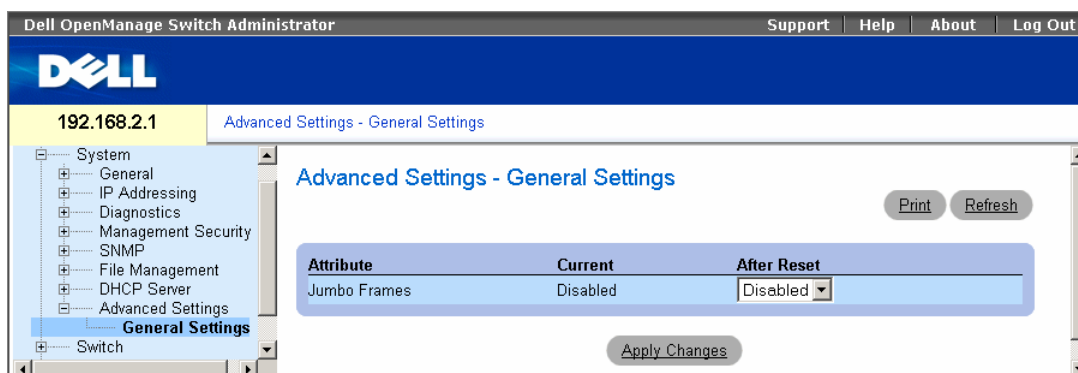 Dell OpenManage Switch Administrator
Support | Help | About | Log Out
DELL
192.168.2.1
Advanced Settings - General Settings
System
General
IP Addressing
Diagnostics
Management Security
SNMP
File Management
DHCP Server
Advanced Settings
General Settings
Switch
Advanced Settings - General Settings
Print Refresh
Attribute Current After Reset
Jumbo Frames Disabled Disabled
Apply Changes